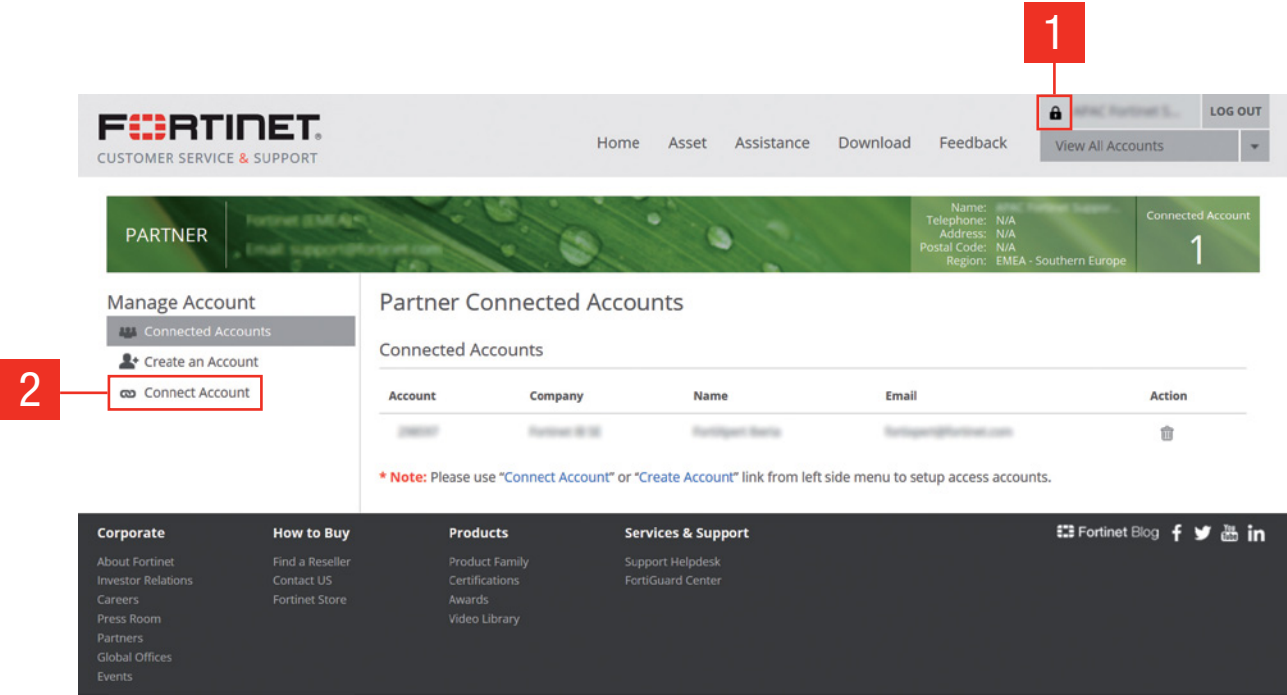 1
FORTINET
CUSTOMER SERVICE & SUPPORT
Home Asset Assistance Download Feedback
LOG OUT
View All Accounts
PARTNER
Name:
Telephone: N/A
Address: N/A
Postal Code: N/A
Region: EMEA - Southern Europe
Connected Account
1
Manage Account
Connected Accounts
Create an Account
2
Connect Account
Partner Connected Accounts
Connected Accounts
Account Company Name Email Action
* Note: Please use “Connect Account” or “Create Account” link from left side menu to setup access accounts.
Corporate
About Fortinet
Investor Relations
Careers
Press Room
Partners
Global Offices
Events
How to Buy
Find a Reseller
Contact US
Fortinet Store
Products
Product Family
Certifications
Awards
Video Library
Services & Support
Support Helpdesk
FortiGuard Center
Fortinet Blog f You Tube in